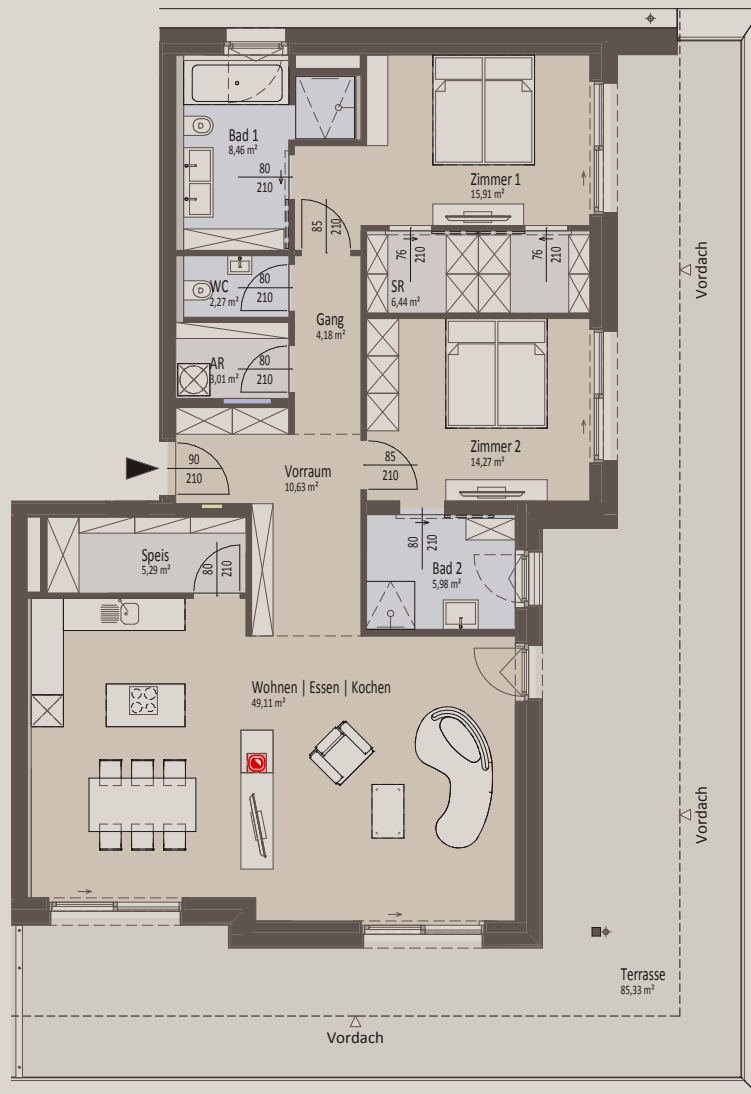 Bad 1
8,46 m²
80
210
Zimmer 1
15,91 m²
85
210
Vordach
76
210
76
210
SR
6,44 m²
WC
2,27 m²
80
210
Gang
4,18 m²
AR
3,01 m²
80
210
Zimmer 2
14,27 m²
85
210
90
210
Vorraum
10,63 m²
Speis
5,29 m²
80
210
80
210
Bad 2
5,98 m²
Wohnen | Essen | Kochen
49,11 m²
Vordach
Terrasse
85,33 m²
Vordach